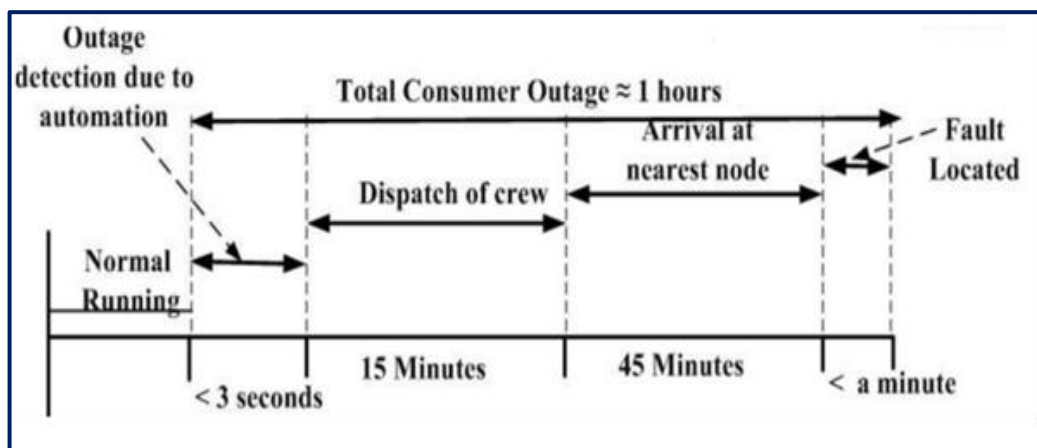 Outage
detection due to
automation
Total Consumer Outage ≈ 1 hours
Arrival at
nearest node
Fault
Located
Dispatch of crew
Normal
Running
15 Minutes
45 Minutes
< 3 seconds
< a minute